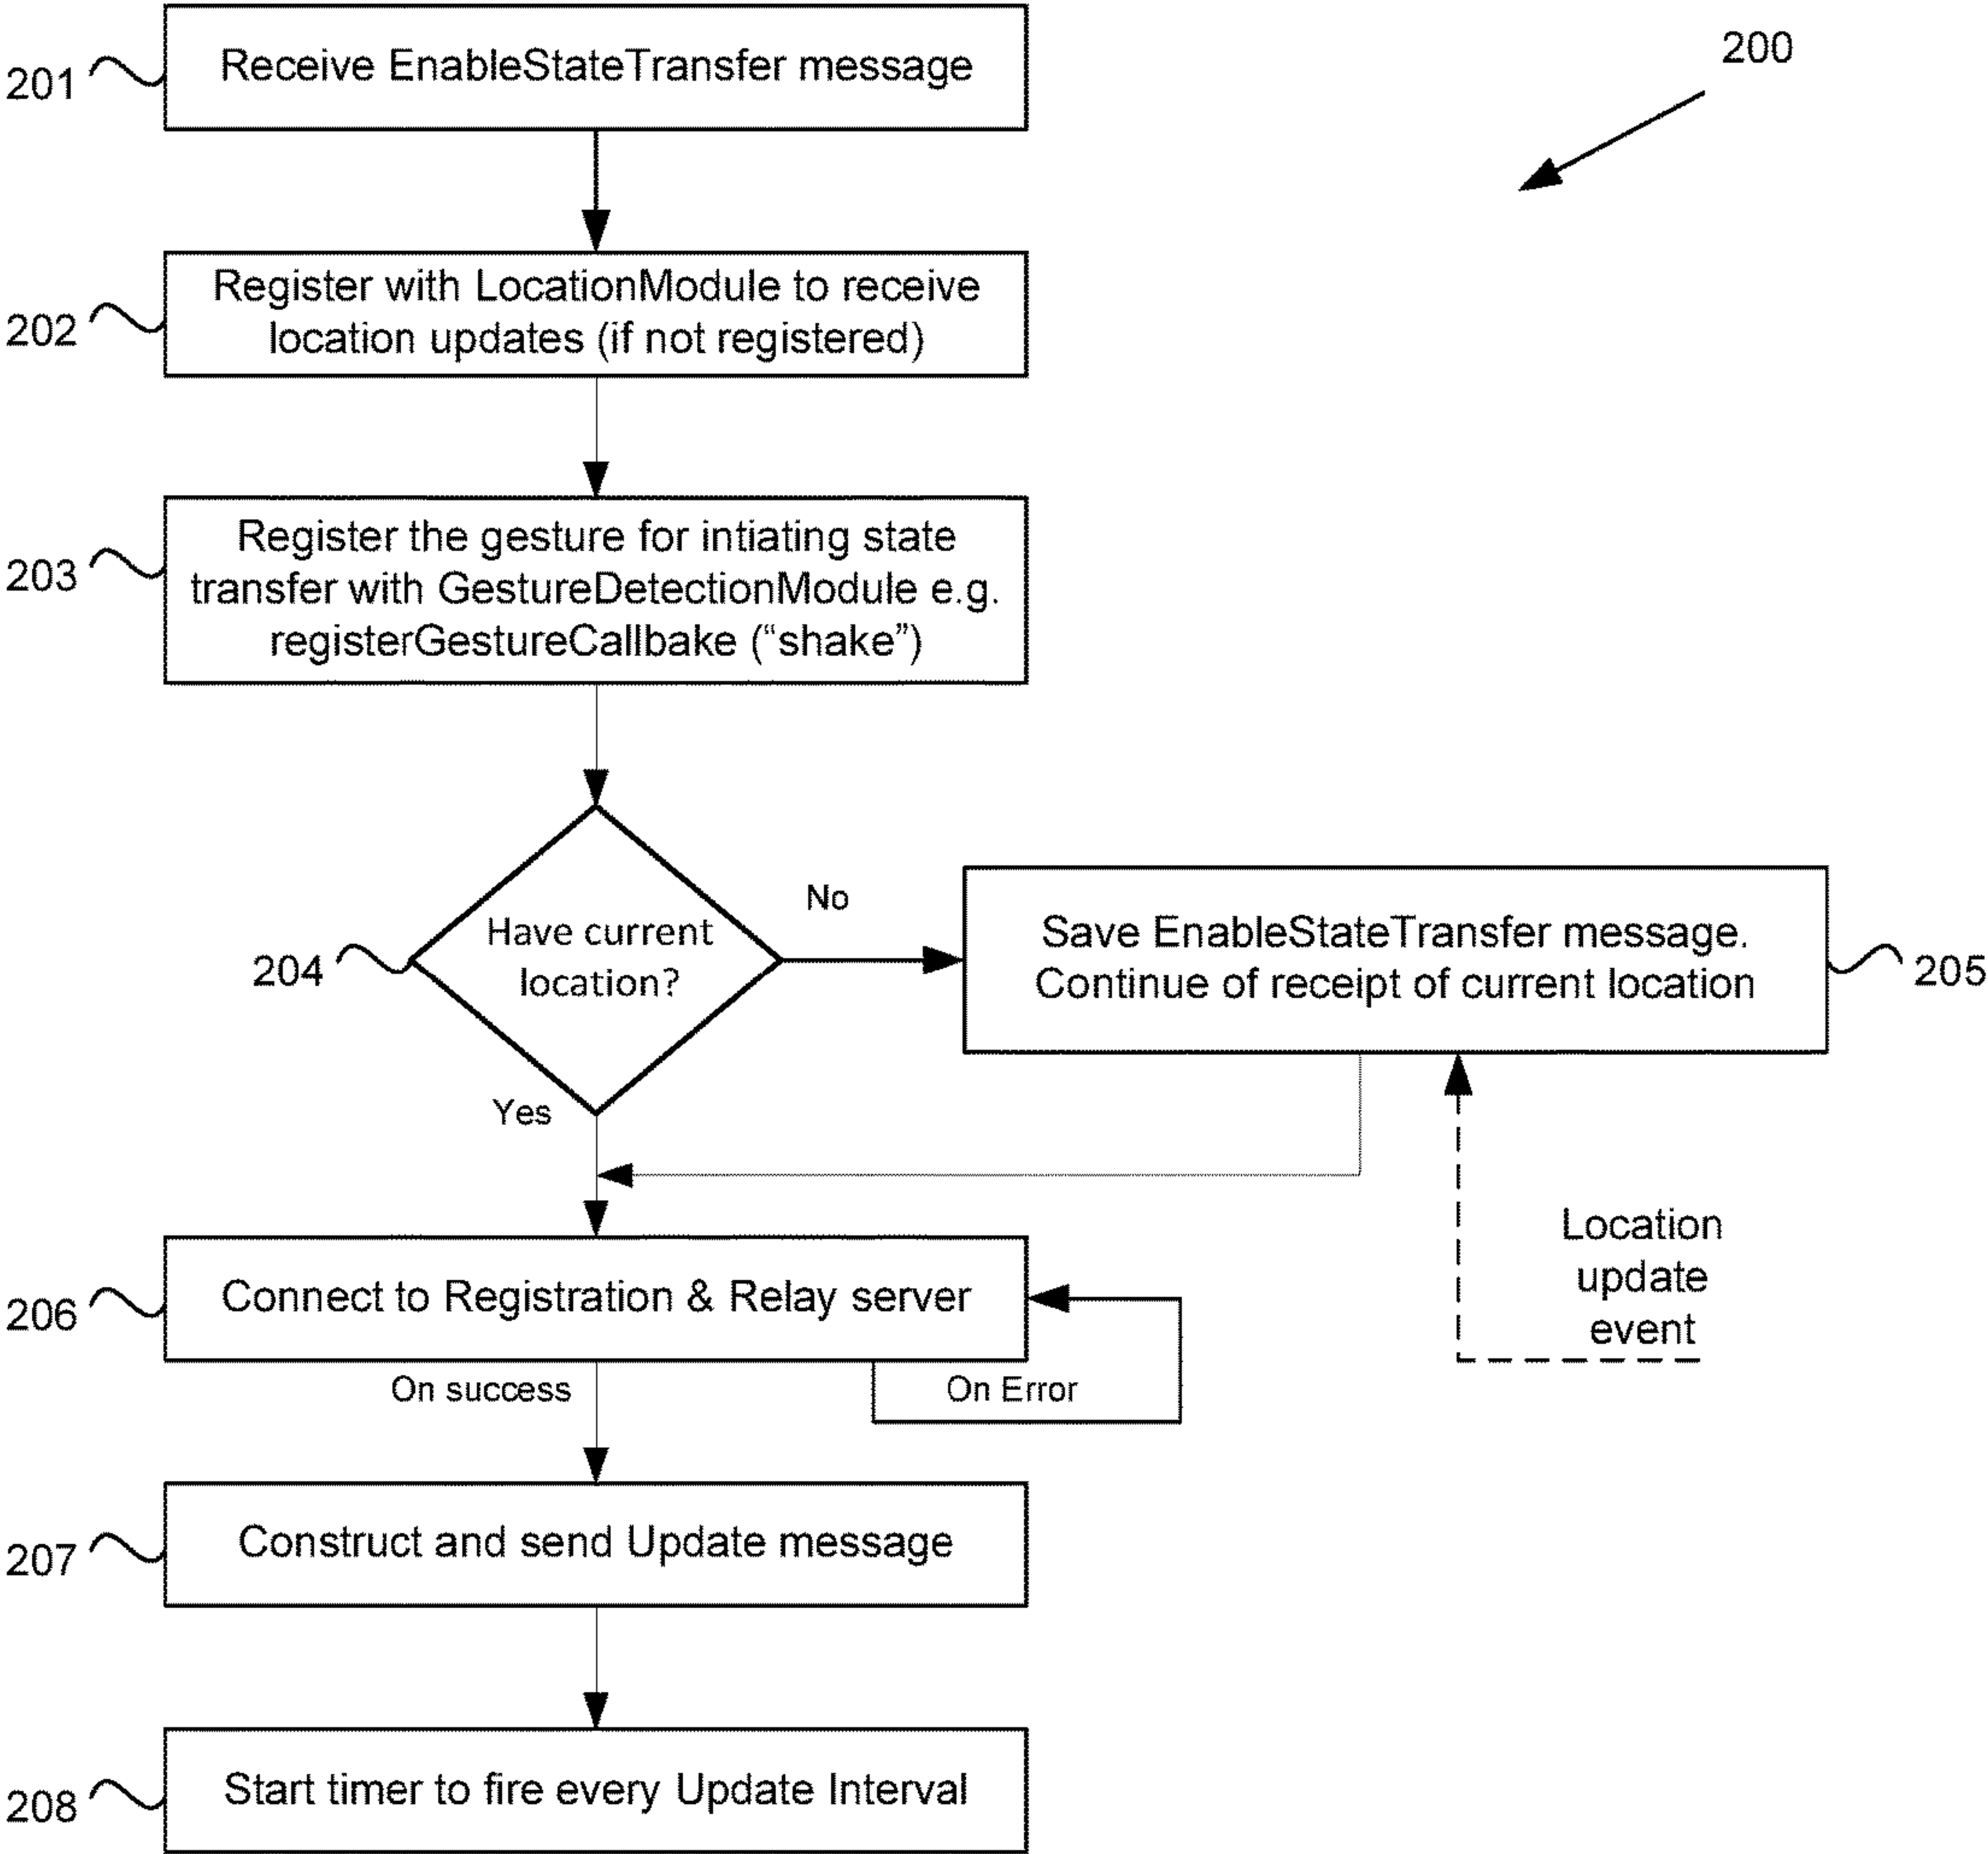 200
201
Receive EnableStateTransfer message
202
Register with LocationModule to receive
location updates (if not registered)
203
Register the gesture for intiating state
transfer with GestureDetectionModule e.g.
registerGestureCallbake (“shake”)
204
Have current
location?
No
Yes
Save EnableStateTransfer message.
Continue of receipt of current location
205
Location
update
event
206
Connect to Registration & Relay server
On success
On Error
207
Construct and send Update message
208
Start timer to fire every Update Interval